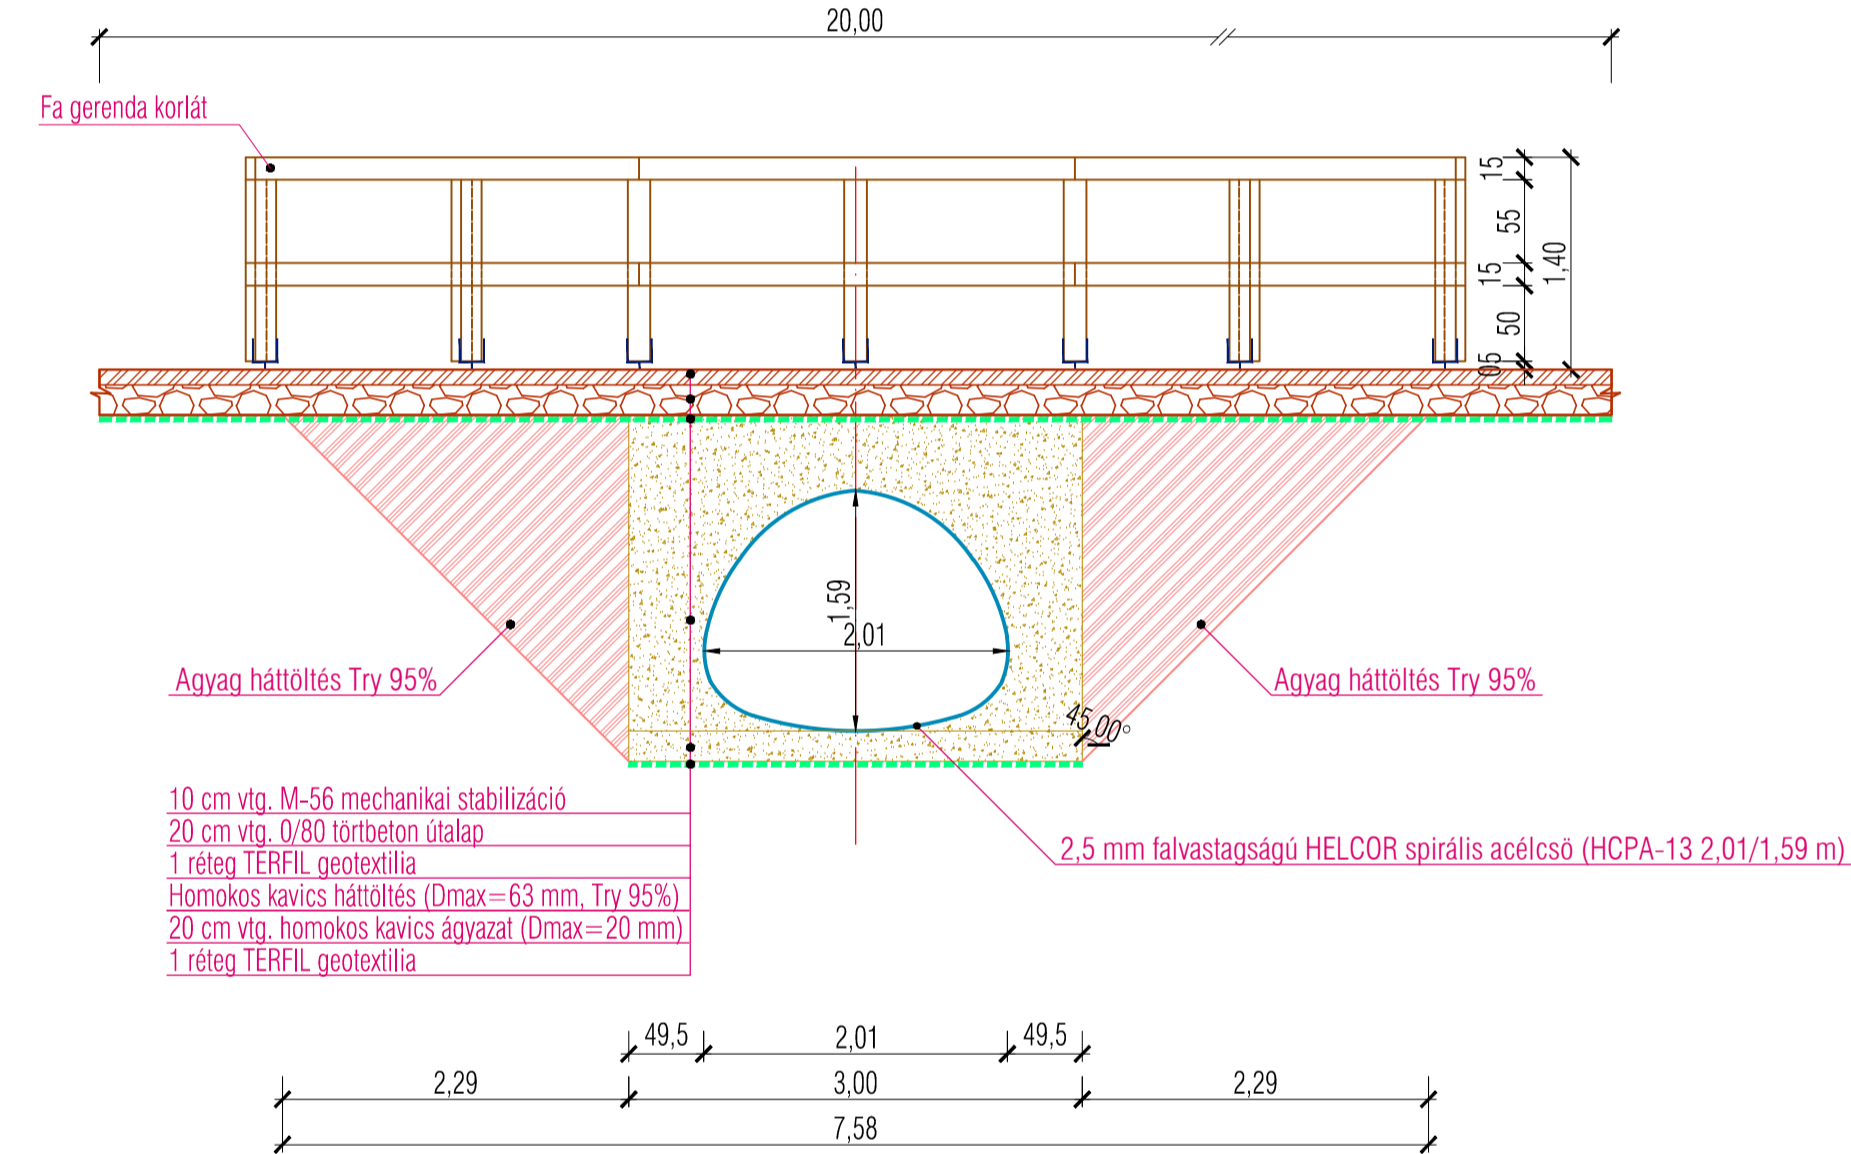 20,00
Fa gerenda korlát
15
55
15
50
05
1,40
1,59
2,01
Agyag háttöltés Try 95%
Agyag háttöltés Try 95%
45,00°
10 cm vtg. M-56 mechanikai stabilizáció
20 cm vtg. 0/80 törtbeton útalap
1 réteg TERFIL geotextilia
Homokos kavics háttöltés (Dmax=63 mm, Try 95%)
20 cm vtg. homokos kavics ágyazat (Dmax=20 mm)
1 réteg TERFIL geotextilia
2,5 mm falvastagságú HELCOR spirális acélcsö (HCPA-13 2,01/1,59 m)
49,5 2,01 49,5
2,29 3,00 2,29
7,58